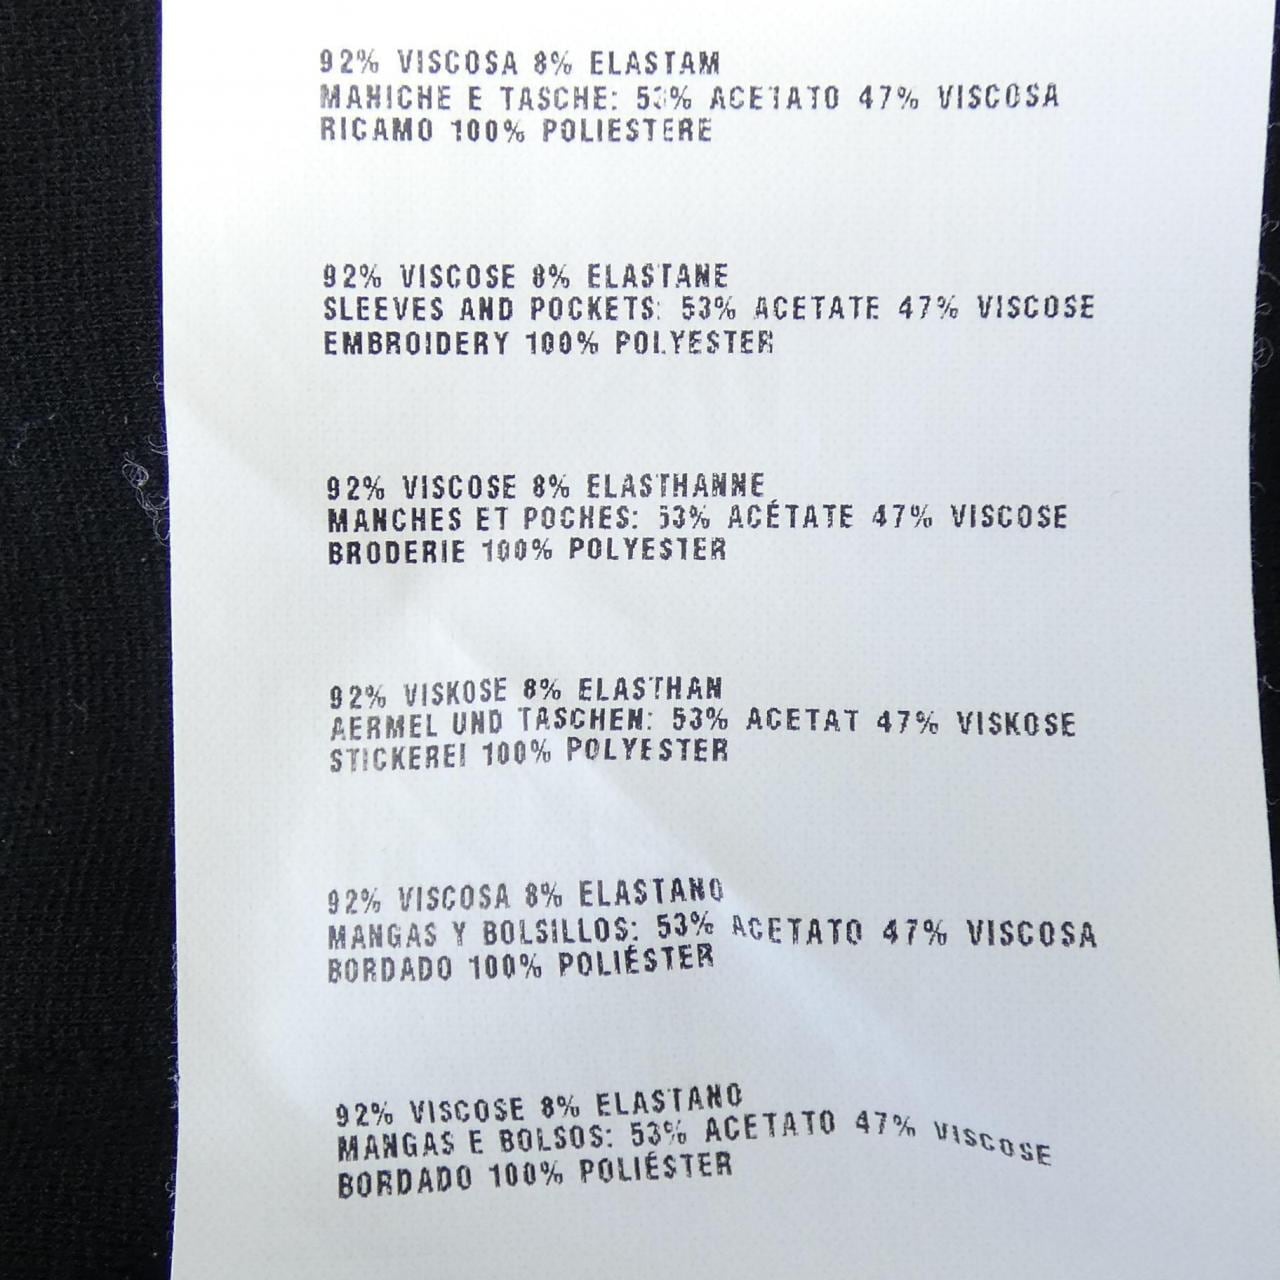 92% VISCOSA 8% ELASTAM
MANICHE E TASCHE: 53% ACETATO 47% VISCOSA
RICAMO 100% POLIESTERE
92% VISCOSE 8% ELASTANE
SLEEVES AND POCKETS: 53% ACETATE 47% VISCOSE
EMBROIDERY 100% POLYESTER
92% VISCOSE 8% ELASTHANNE
MANCHES ET POCHES: 53% ACÉTATE 47% VISCOSE
BRODERIE 100% POLYESTER
92% VISKOSE 8% ELASTHAN
AERMEL UND TASCHEN: 53% ACETAT 47% VISKOSE
STICKEREI 100% POLYESTER
92% VISCOSA 8% ELASTANO
MANGAS Y BOLSILLOS: 53% ACETATO 47% VISCOSA
BORDADO 100% POLIÉSTER
92% VISCOSE 8% ELASTANO
MANGAS E BOLSOS: 53% ACETATO 47% VISCOSE
BORDADO 100% POLIÉSTER